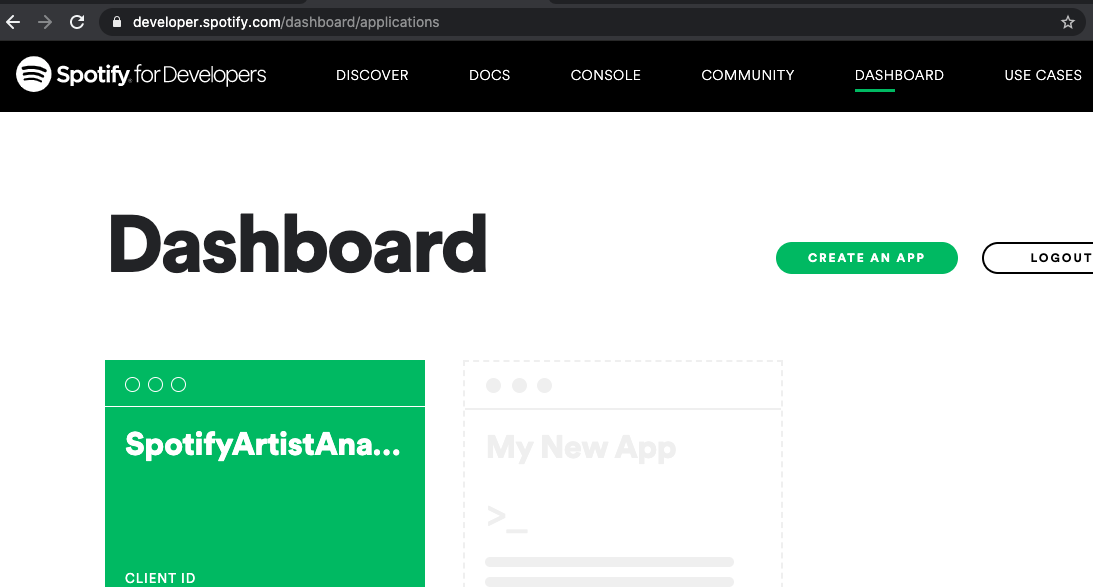 developer.spotify.com/dashboard/applications
Spotify for Developers
DISCOVER
DOCS
CONSOLE
COMMUNITY
DASHBOARD
USE CASES
Dashboard
CREATE AN APP
LOGOUT
SpotifyArtistAna...
My New App
>_
CLIENT ID